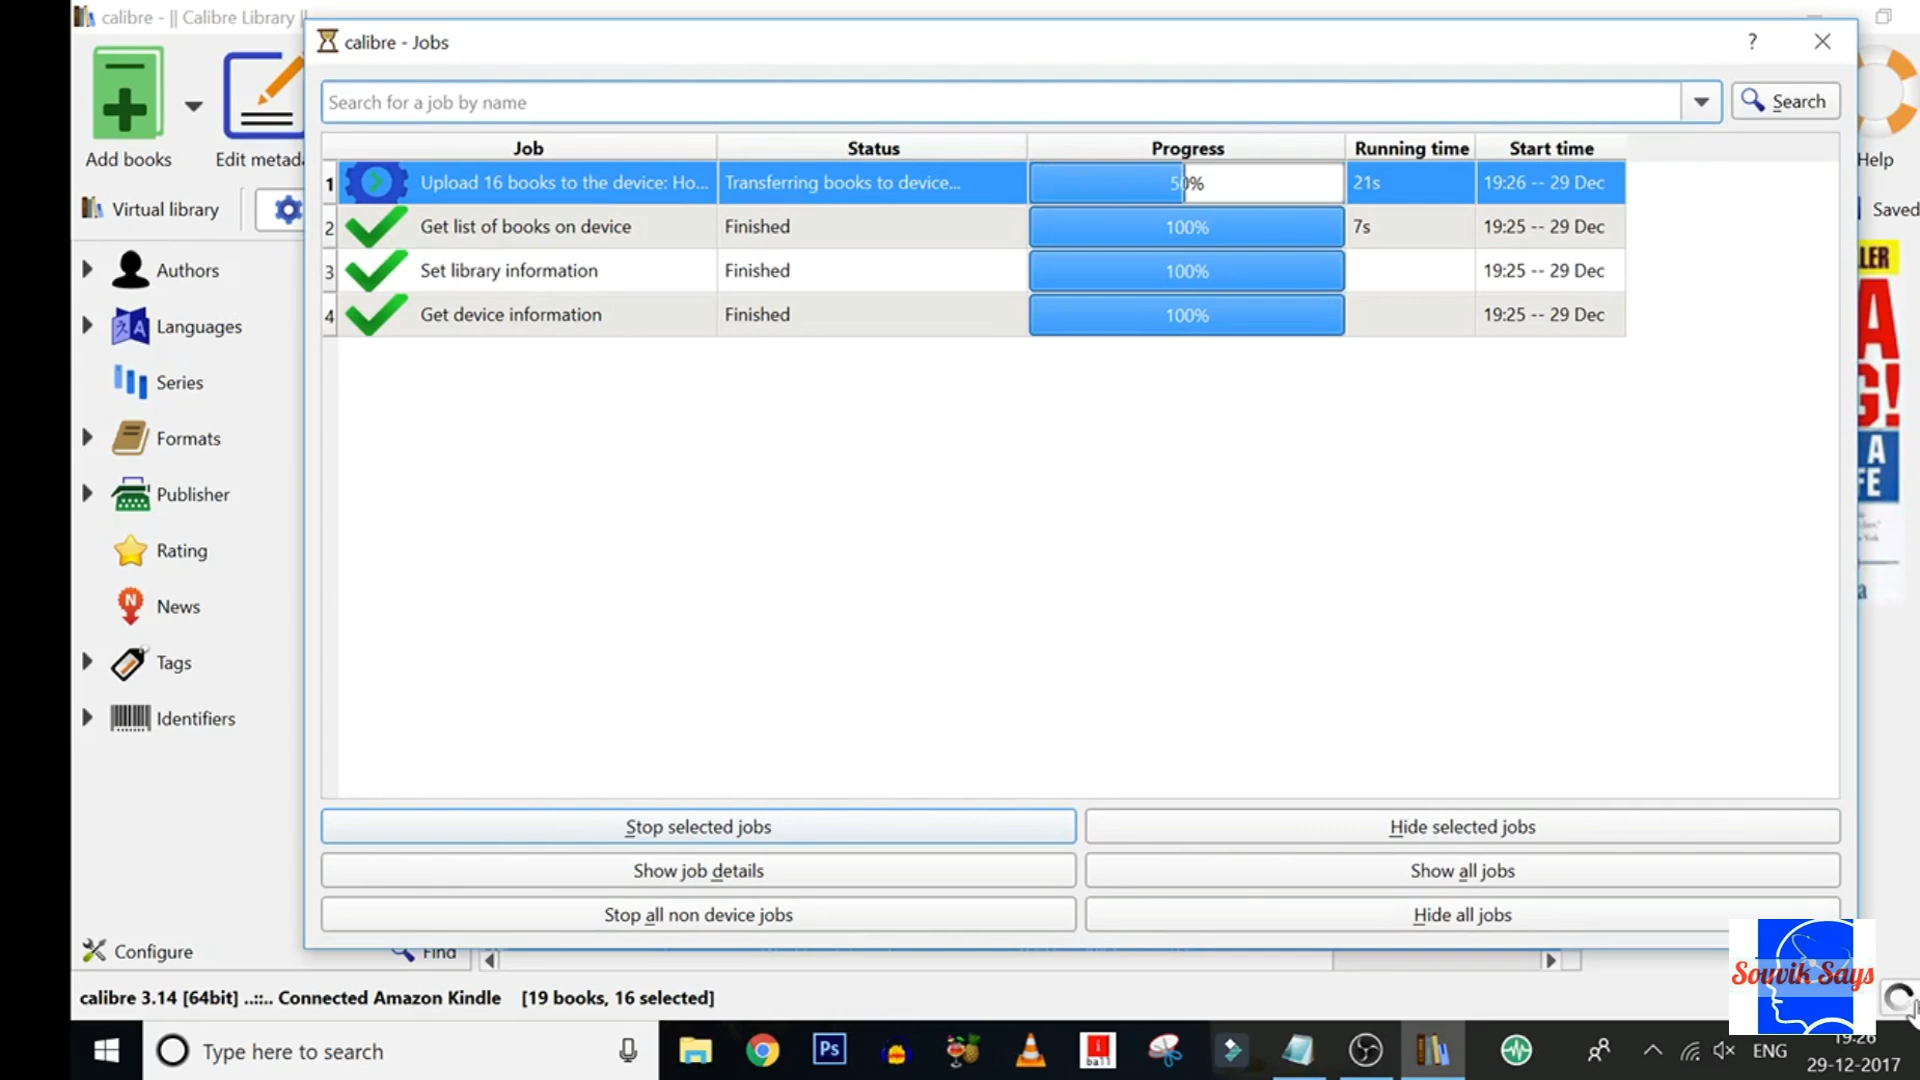 calibre - || Calibre Library ||
calibre - Jobs
?
Search for a job by name
Search
Add books
Edit metada
Help
Job Status Progress Running time Start time
1 Upload 16 books to the device: Ho... Transferring books to device... 50% 21s 19:26 -- 29 Dec
2 Get list of books on device Finished 100% 7s 19:25 -- 29 Dec
3 Set library information Finished 100% 19:25 -- 29 Dec
4 Get device information Finished 100% 19:25 -- 29 Dec
Virtual library
Saved
Authors
Languages
Series
Formats
Publisher
Rating
News
Tags
Identifiers
LER
A
G!
A
FE
a
Stop selected jobs
Hide selected jobs
Show job details
Show all jobs
Stop all non device jobs
Hide all jobs
Configure
Find
Souvik Says
calibre 3.14 [64bit] ..::.. Connected Amazon Kindle [19 books, 16 selected]
Type here to search
Ps
i
ball
ENG
19:26
29-12-2017